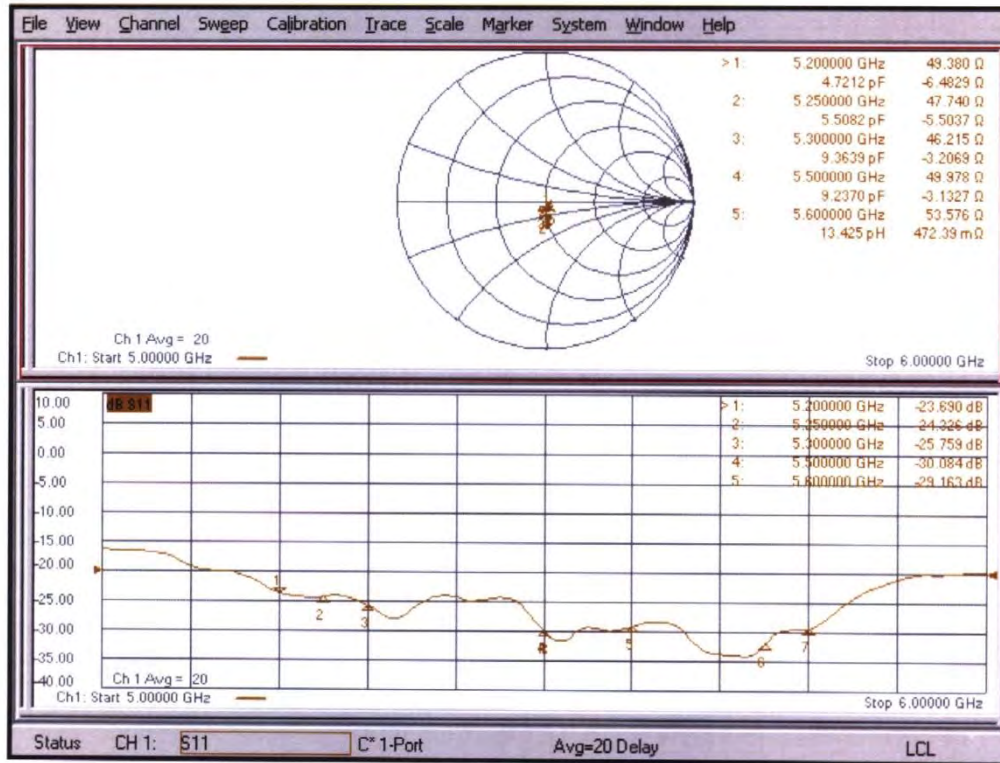 File View Channel Sweep Calibration Trace Scale Marker System Window Help
> 1: 5.200000 GHz 49.380 Ω
4.7212 pF -6.4829 Ω
2: 5.250000 GHz 47.740 Ω
5.5082 pF -5.5037 Ω
3: 5.300000 GHz 46.215 Ω
9.3639 pF -3.2069 Ω
4: 5.500000 GHz 49.978 Ω
9.2370 pF -3.1327 Ω
5: 5.600000 GHz 53.576 Ω
13.425 pH 472.39 mΩ
Ch 1 Avg = 20
Ch1: Start 5.00000 GHz
Stop 6.00000 GHz
10.00 dB S11 > 1: 5.200000 GHz -23.690 dB
5.00 2: 5.250000 GHz -24.326 dB
0.00 3: 5.300000 GHz -25.759 dB
4: 5.500000 GHz -30.084 dB
-5.00 5: 5.600000 GHz -29.163 dB
-10.00
-15.00
-20.00
1
-25.00
2
3
-30.00
5
7
6
-35.00
-40.00
Ch 1 Avg = 20
Ch1: Start 5.00000 GHz
Stop 6.00000 GHz
Status CH 1: S11 C* 1-Port Avg=20 Delay LCL